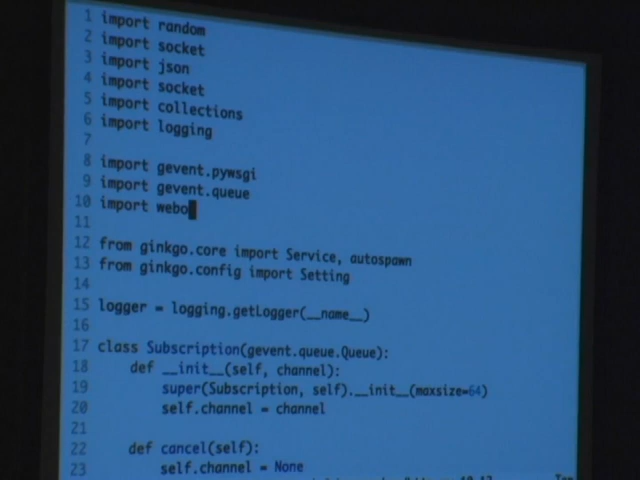 1 import random
2 import socket
3 import json
4 import socket
5 import collections
6 import logging
7
8 import gevent.pywsgi
9 import gevent.queue
10 import webo
11
12 from ginkgo.core import Service, autospawn
13 from ginkgo.config import Setting
14
15 logger = logging.getLogger(__name__)
16
17 class Subscription(gevent.queue.Queue):
18 def __init__(self, channel):
19 super(Subscription, self).__init__(maxsize=64)
20 self.channel = channel
21
22 def cancel(self):
23 self.channel = None